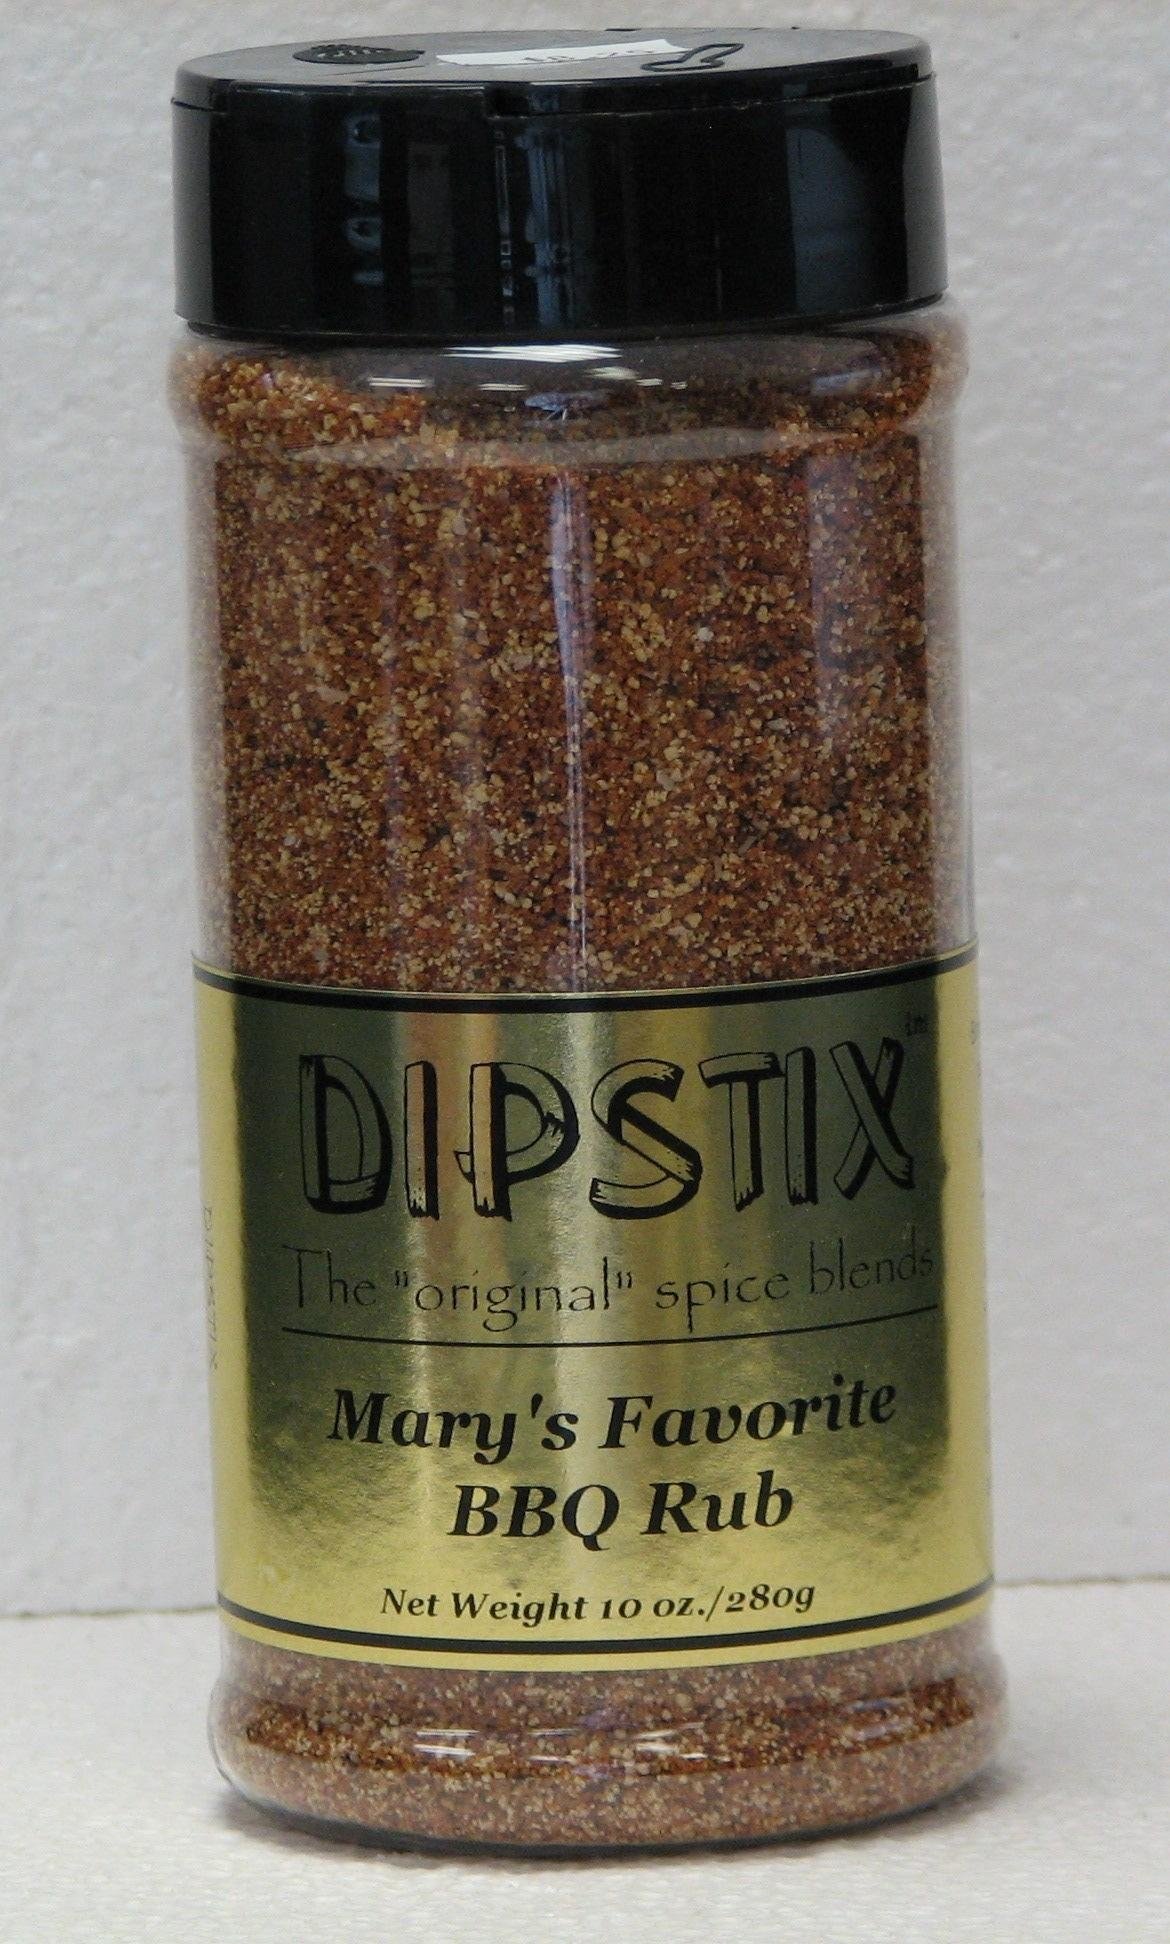 DIPSTIX
The "original" spice blends
Mary's Favorite
BBQ Rub
Net Weight 10 oz./280g